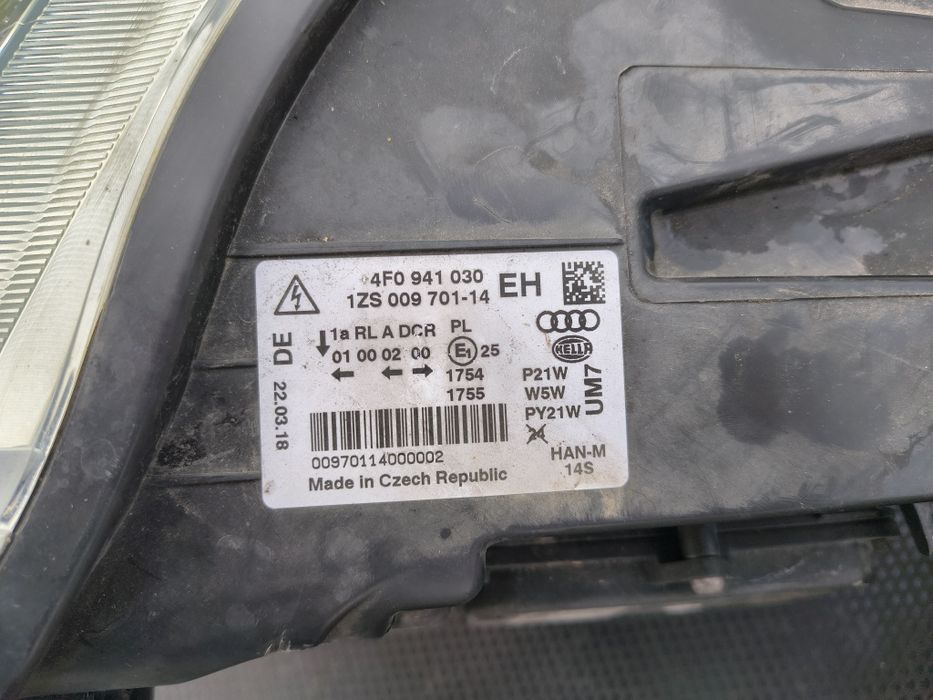 4F0 941 030
1ZS 009 701-14
EH
DE
22.03.18
1a RL A DCR PL
01 00 02 00
E1 25
1754
1755
HELLA
P21W
W5W
PY21W
UM7
24
00970114000002
HAN-M
14S
Made in Czech Republic